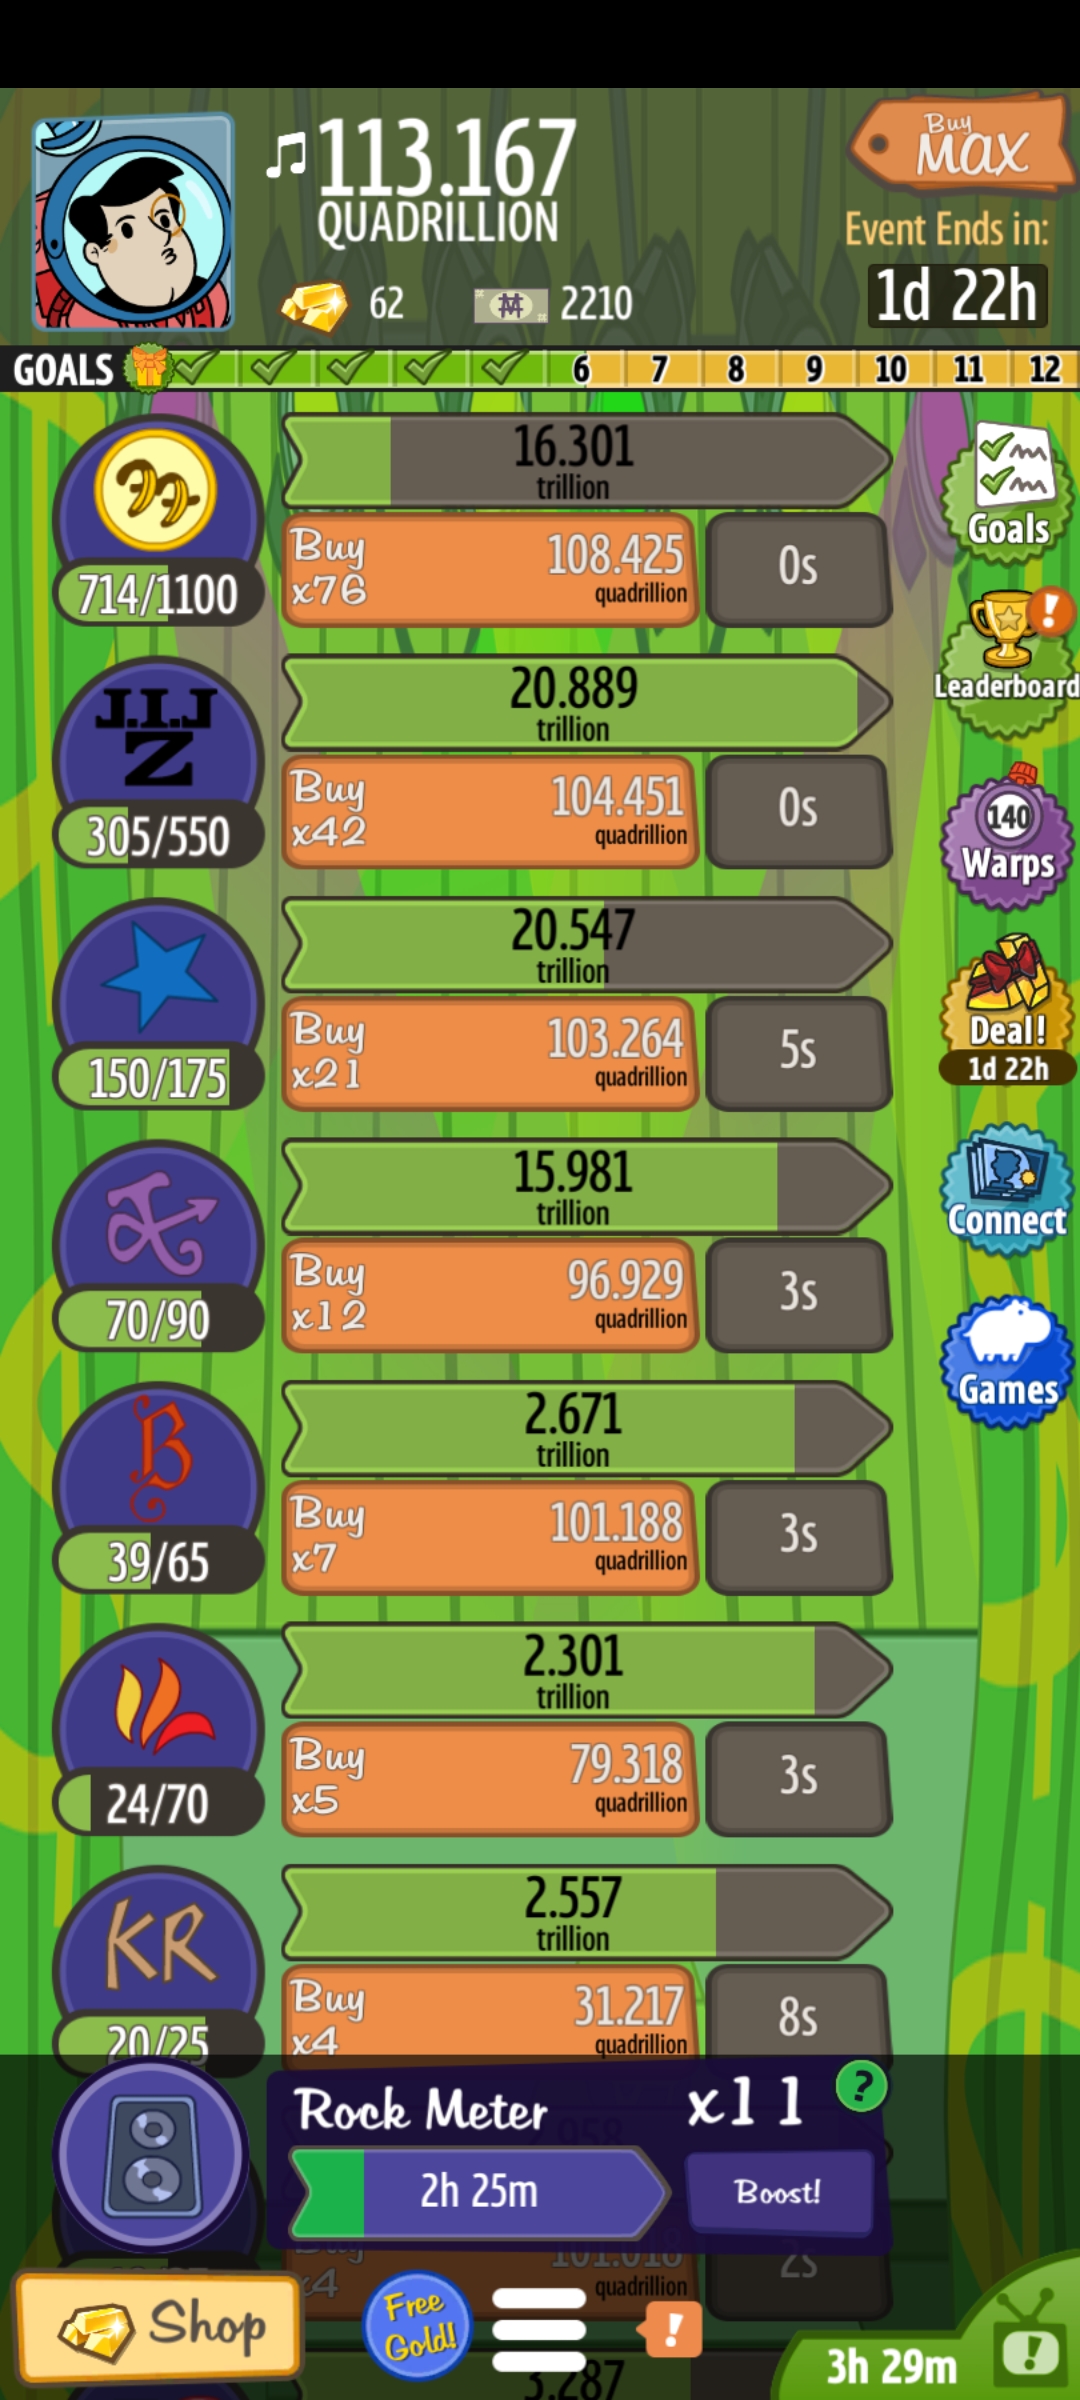 113.167
QUADRILLION
Buy
MAX
Event Ends in:
1d 22h
62
2210
GOALS
6
7
8
9
10
11
12
16.301
trillion
714/1100
Buy
x76
108.425
quadrillion
0s
Goals
J.I.J
Z
20.889
trillion
305/550
Buy
x42
104.451
quadrillion
0s
Leaderboard
140
Warps
20.547
trillion
150/175
Buy
x21
103.264
quadrillion
5s
Deal!
1d 22h
15.981
trillion
70/90
Buy
x12
96.929
quadrillion
3s
Connect
B
2.671
trillion
39/65
Buy
x7
101.188
quadrillion
3s
Games
2.301
trillion
24/70
Buy
x5
79.318
quadrillion
3s
KR
2.557
trillion
20/25
Buy
x4
31.217
quadrillion
8s
Rock Meter
x11
?
2h 25m
Boost!
Buy
x4
101.018
quadrillion
2s
Shop
Free
Gold!
!
3.287
3h 29m
!